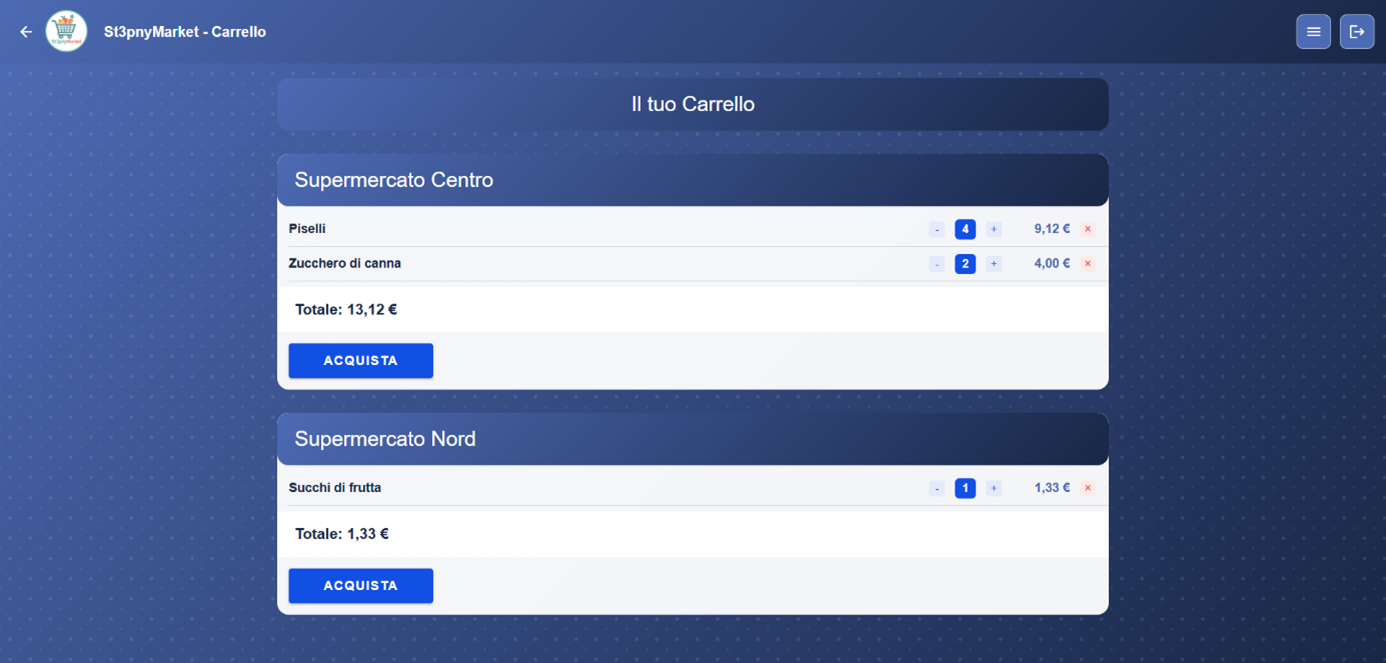 St3pnyMarket
St3pnyMarket - Carrello
Il tuo Carrello
Supermercato Centro
Piselli - 4 + 9,12 € ×
Zucchero di canna - 2 + 4,00 € ×
Totale: 13,12 €
ACQUISTA
Supermercato Nord
Succhi di frutta - 1 + 1,33 € ×
Totale: 1,33 €
ACQUISTA